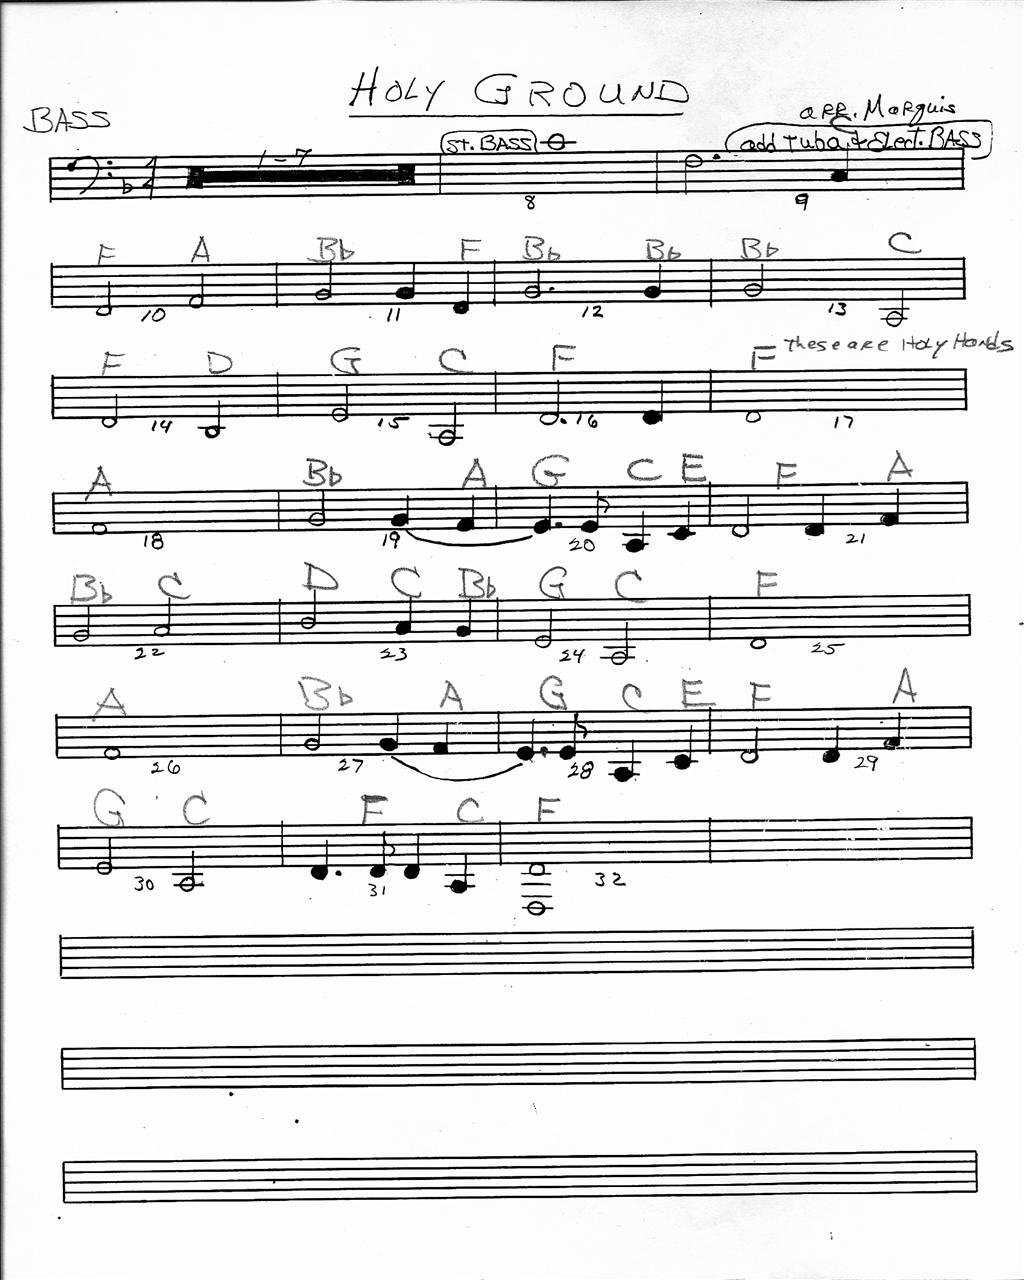 HOLY GROUND
BASS
arr. Marquis
st. BASS
add Tuba & Elect. BASS
1-7
8
9
F A Bb F Bb Bb Bb C
10 11 12 13
These are Holy Hands
F D G C F F
14 15 16 17
A Bb A G C E F A
18 19 20 21
Bb C D C Bb G C F
22 23 24 25
A Bb A G C E F A
26 27 28 29
G C F C F
30 31 32